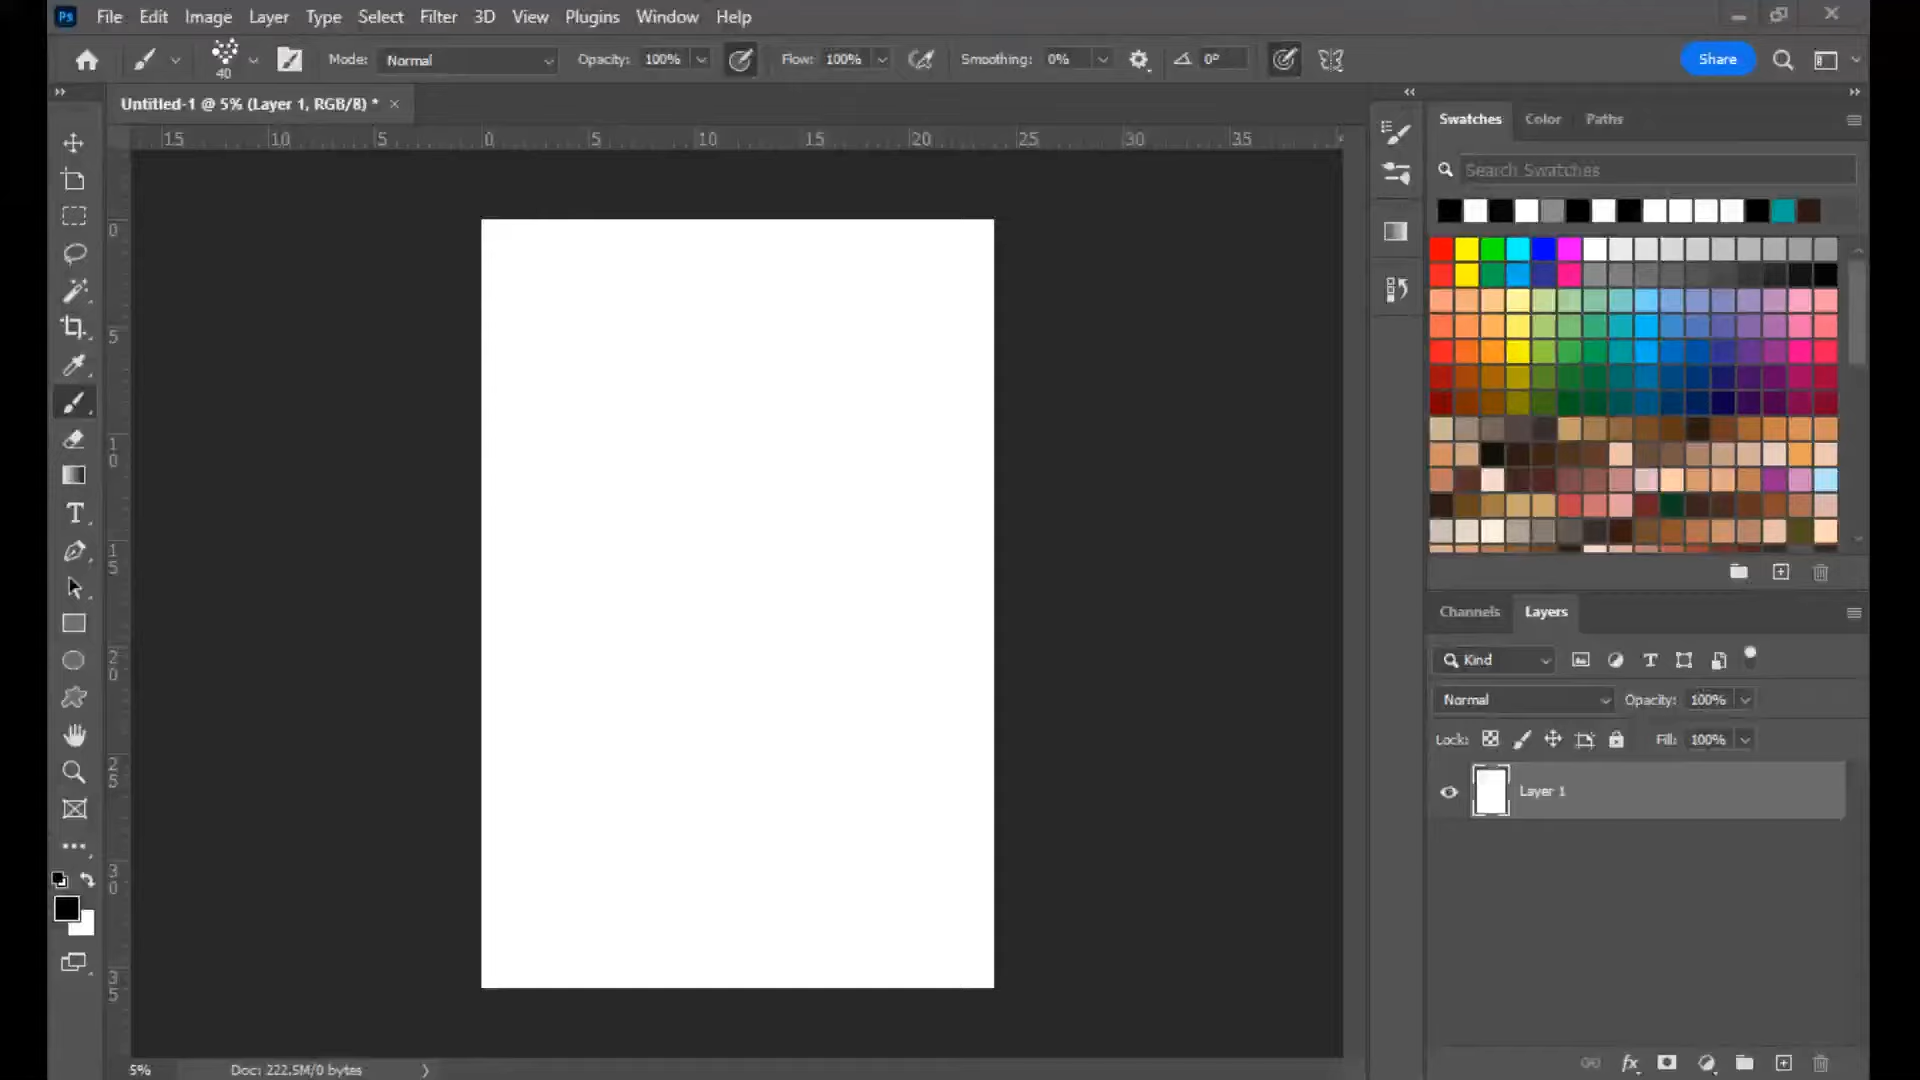 Ps File Edit Image Layer Type Select Filter 3D View Plugins Window Help
40 Mode: Normal Opacity: 100% Flow: 100% Smoothing: 0% 0° Share
Untitled-1 @ 5% (Layer 1, RGB/8) *
15 10 5 0 5 10 15 20 25 30 35
0
5
10
15
20
25
30
35
Swatches Color Paths
Search Swatches
Channels Layers
Kind
Normal Opacity: 100%
Lock: Fill: 100%
Layer 1
5% Doc: 222.5M/0 bytes